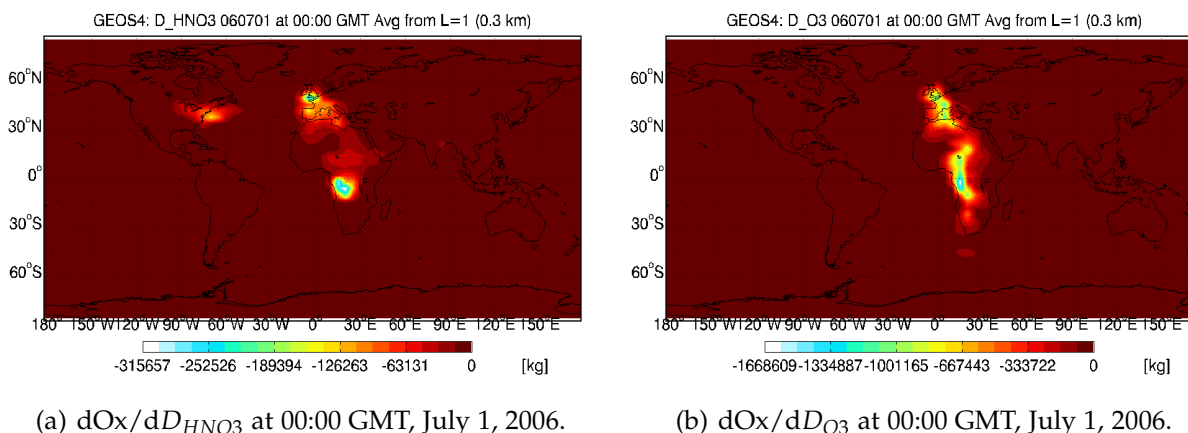 GEOS4: D_HNO3 060701 at 00:00 GMT Avg from L=1 (0.3 km)
60°N
30°N
0°
30°S
60°S
180°W 150°W 120°W 90°W 60°W 30°W 0° 30°E 60°E 90°E 120°E 150°E
-315657 -252526 -189394 -126263 -63131 0 [kg]
(a) dOx/dD_HNO3 at 00:00 GMT, July 1, 2006.
GEOS4: D_O3 060701 at 00:00 GMT Avg from L=1 (0.3 km)
60°N
30°N
0°
30°S
60°S
180°W 150°W 120°W 90°W 60°W 30°W 0° 30°E 60°E 90°E 120°E 150°E
-1668609 -1334887 -1001165 -667443 -333722 0 [kg]
(b) dOx/dD_O3 at 00:00 GMT, July 1, 2006.